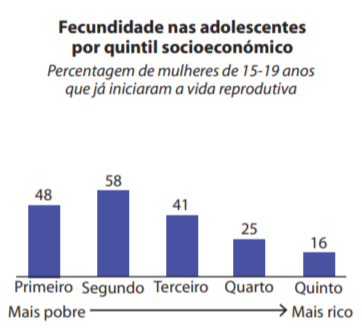 Fecundidade nas adolescentes
por quintil socioeconómico
Percentagem de mulheres de 15-19 anos
que já iniciaram a vida reprodutiva
48
58
41
25
16
Primeiro Segundo Terceiro Quarto Quinto
Mais pobre Mais rico